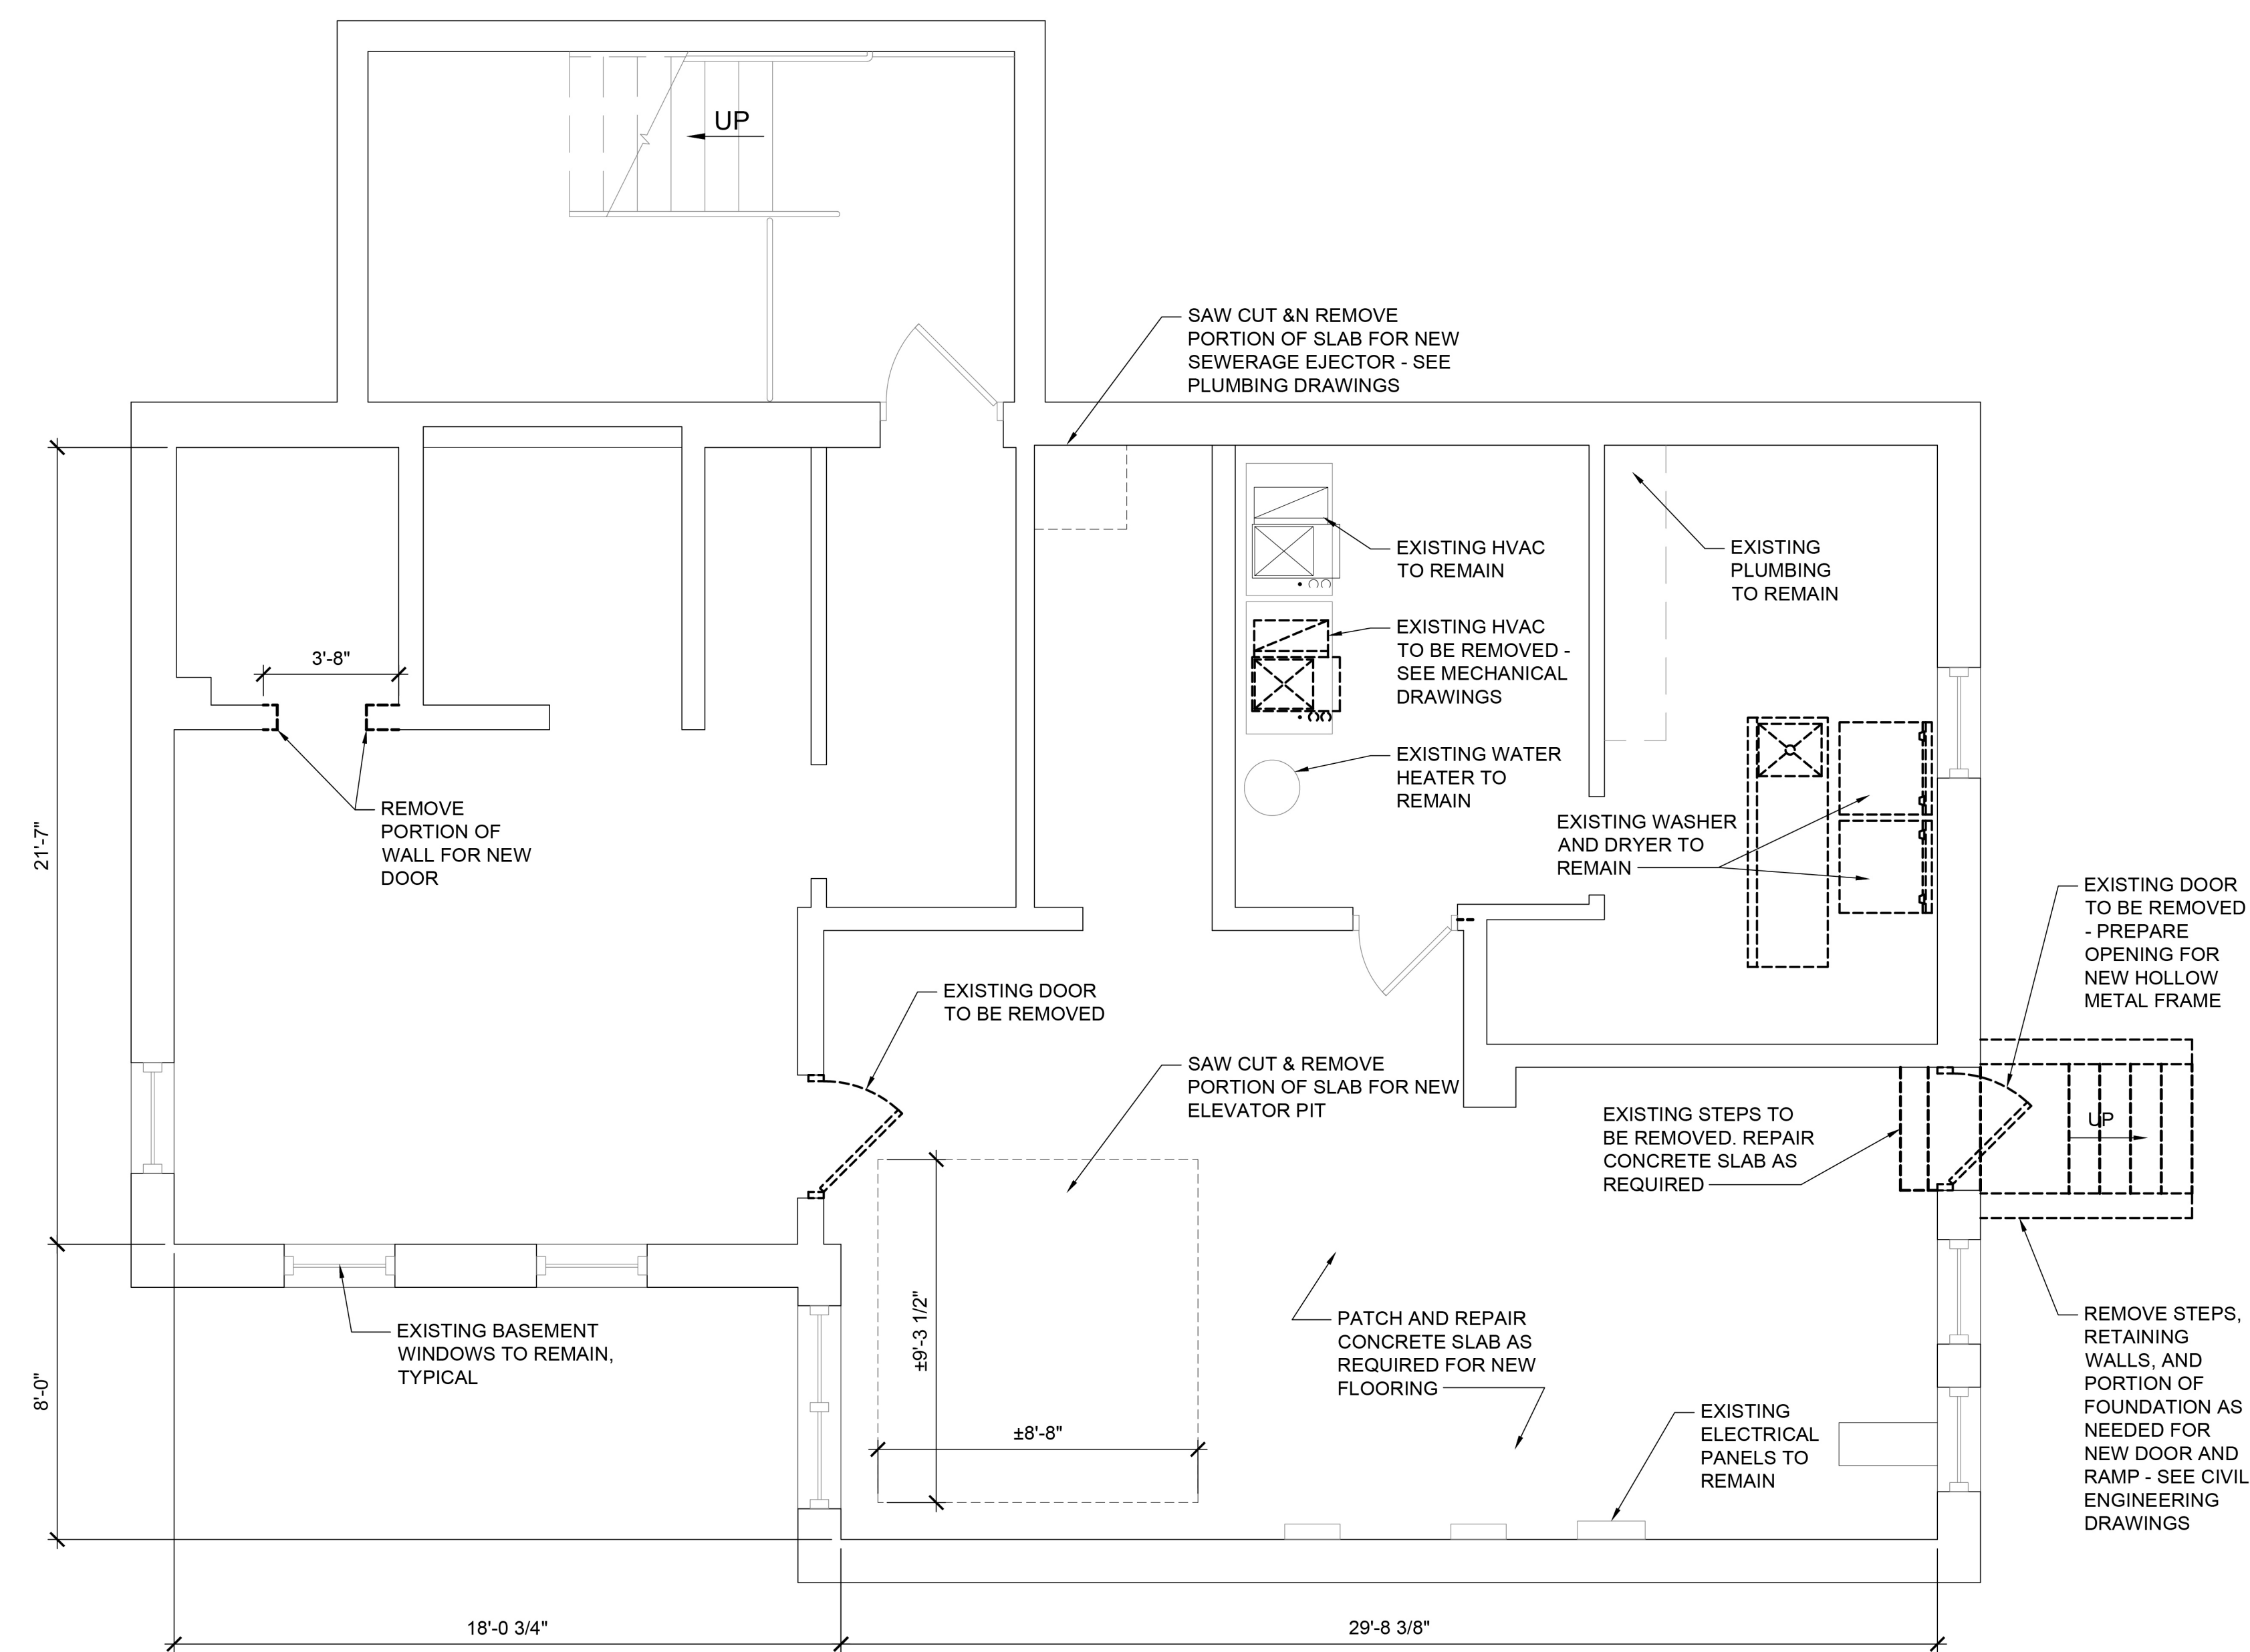 UP
SAW CUT &N REMOVE
PORTION OF SLAB FOR NEW
SEWERAGE EJECTOR - SEE
PLUMBING DRAWINGS
EXISTING HVAC
TO REMAIN
EXISTING
PLUMBING
TO REMAIN
EXISTING HVAC
TO BE REMOVED -
SEE MECHANICAL
DRAWINGS
3'-8"
EXISTING WATER
HEATER TO
REMAIN
REMOVE
PORTION OF
WALL FOR NEW
DOOR
21'-7"
EXISTING WASHER
AND DRYER TO
REMAIN
EXISTING DOOR
TO BE REMOVED
- PREPARE
OPENING FOR
NEW HOLLOW
METAL FRAME
EXISTING DOOR
TO BE REMOVED
SAW CUT & REMOVE
PORTION OF SLAB FOR NEW
ELEVATOR PIT
EXISTING STEPS TO
BE REMOVED. REPAIR
CONCRETE SLAB AS
REQUIRED
UP
±9'-3 1/2"
±8'-8"
EXISTING BASEMENT
WINDOWS TO REMAIN,
TYPICAL
PATCH AND REPAIR
CONCRETE SLAB AS
REQUIRED FOR NEW
FLOORING
REMOVE STEPS,
RETAINING
WALLS, AND
PORTION OF
FOUNDATION AS
NEEDED FOR
NEW DOOR AND
RAMP - SEE CIVIL
ENGINEERING
DRAWINGS
8'-0"
EXISTING
ELECTRICAL
PANELS TO
REMAIN
18'-0 3/4"
29'-8 3/8"